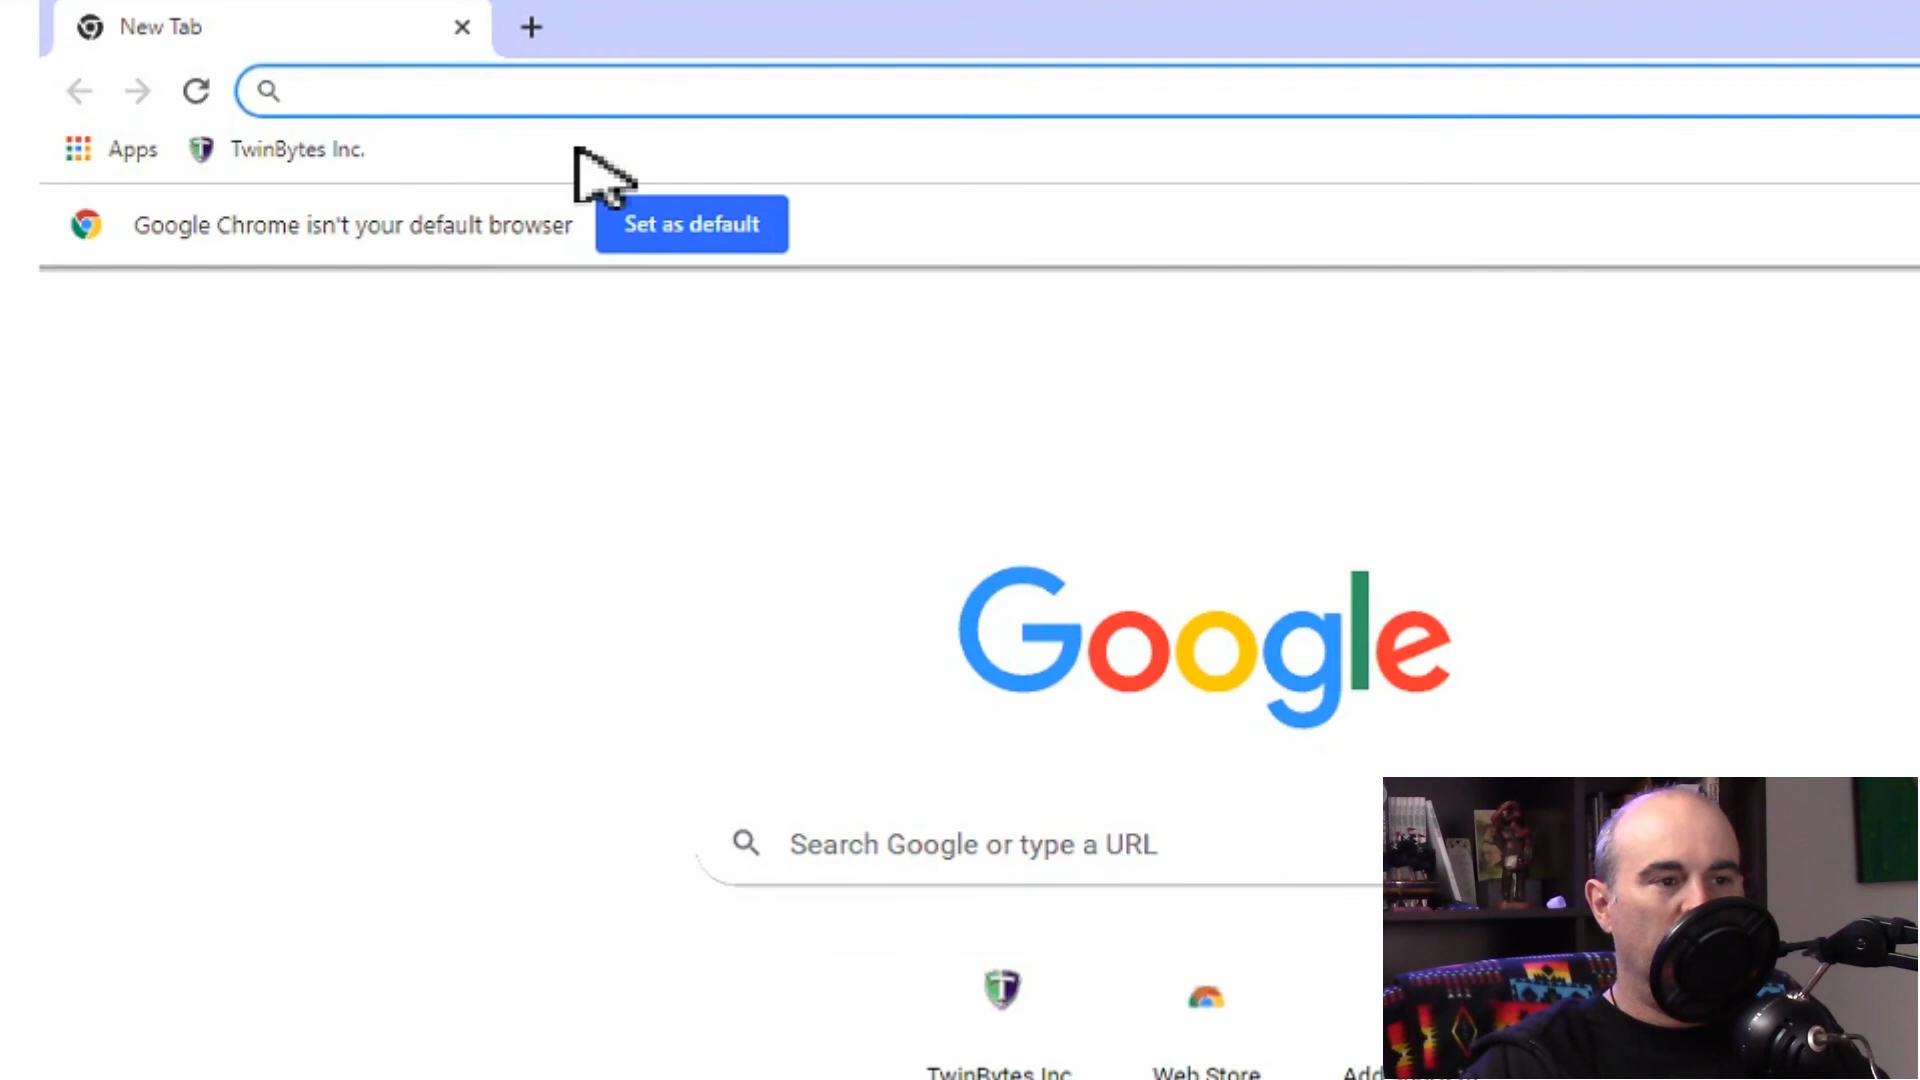 New Tab
Apps
TwinBytes Inc.
Google Chrome isn't your default browser
Set as default
Google
Search Google or type a URL
TwinBytes Inc
Web Store
Add